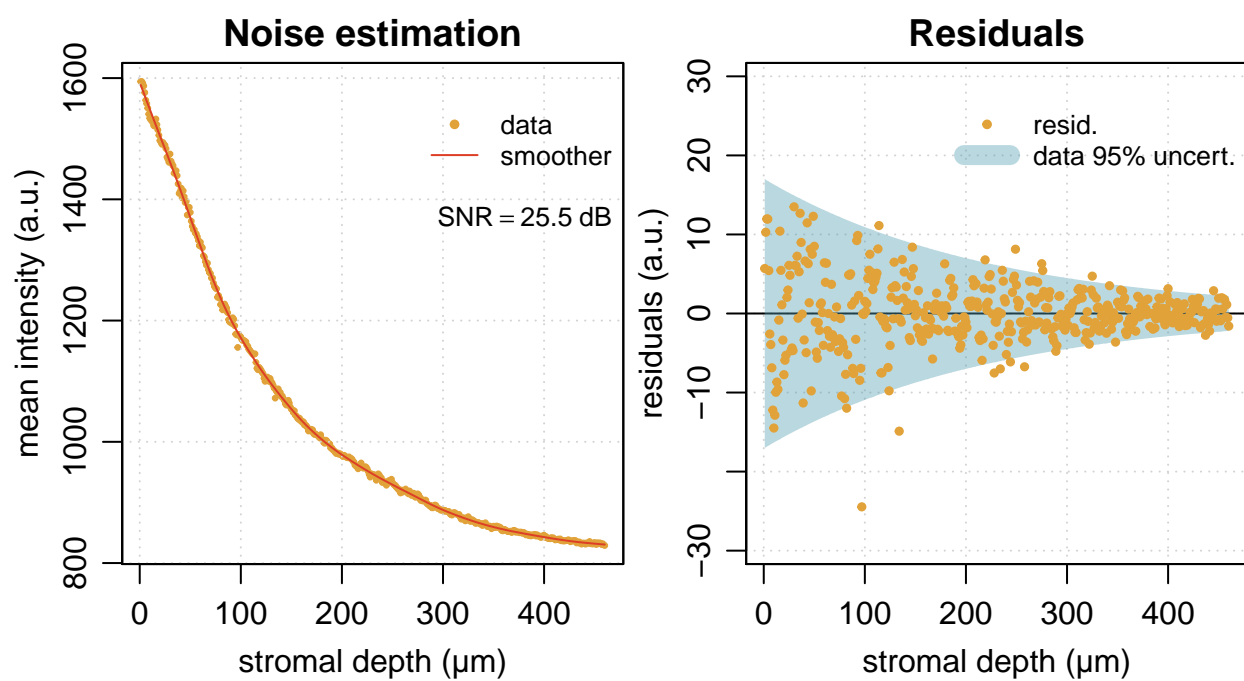 Noise estimation
1600
1400
1200
1000
800
mean intensity (a.u.)
data
smoother
SNR = 25.5 dB
0 100 200 300 400
stromal depth (µm)
Residuals
30
20
10
0
−10
−30
residuals (a.u.)
resid.
data 95% uncert.
0 100 200 300 400
stromal depth (µm)